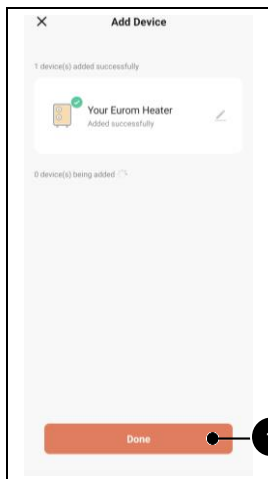 Add Device
1 device(s) added successfully
Your Eurom Heater
Added successfully
0 device(s) being added
Done